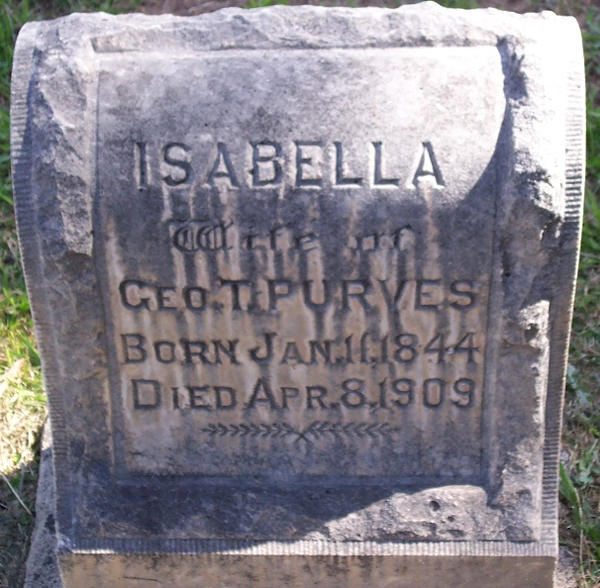 ISABELLA
Wife of
GEO. T. PURVES
BORN JAN. 11. 1844
DIED APR. 8, 1909